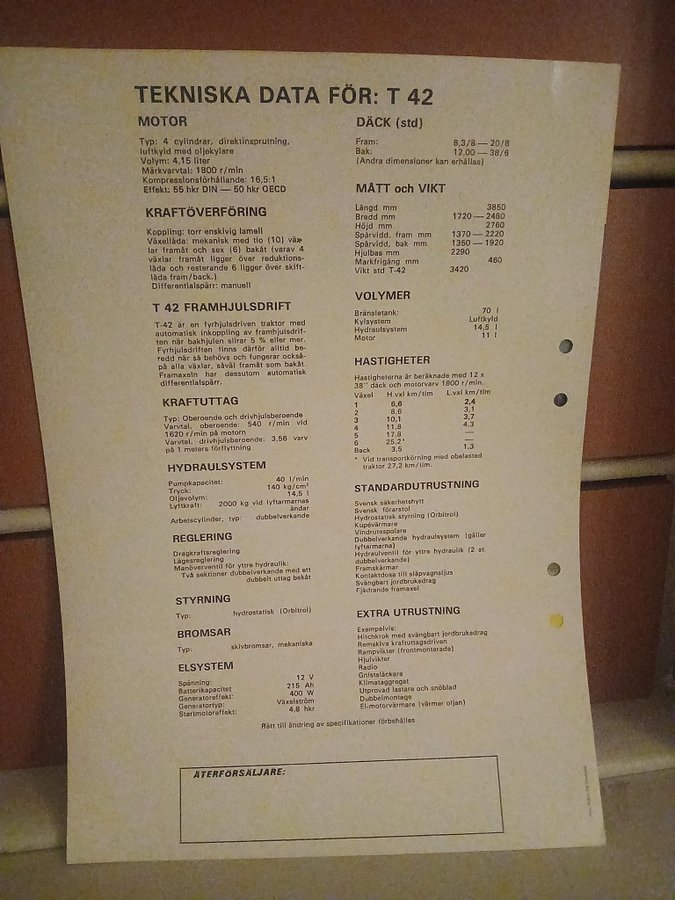 TEKNISKA DATA FÖR: T 42
MOTOR
Typ: 4 cylindrar, direktinsprutning,
luftkyld med oljekylare
Volym: 4,15 liter
Märkvarvtal: 1800 r/min
Kompressionsförhållande: 16,5:1
Effekt: 55 hkr DIN — 50 hkr OECD
KRAFTÖVERFÖRING
Koppling: torr enskivig lamell
Växellåda: mekanisk med tio (10) väx-
lar framåt och sex (6) bakåt (varav 4
växlar framåt ligger över reduktions-
låda och resterande 6 ligger över skift-
låda fram/back.)
Differentialspärr: manuell
T 42 FRAMHJULSDRIFT
T-42 är en fyrhjulsdriven traktor med
automatisk inkoppling av framhjulsdrif-
ten när bakhjulen slirar 5 % eller mer.
Fyrhjulsdriften finns därför alltid be-
redd när så behövs och fungerar också
på alla växlar, såväl framåt som bakåt.
Framaxeln har dessutom automatisk
differentialspärr.
KRAFTUTTAG
Typ: Oberoende och drivhjulsberoende
Varvtal, oberoende: 540 r/min vid
1620 r/min på motorn
Varvtal, drivhjulsberoende: 3,56 varv
på 1 meters förflyttning
HYDRAULSYSTEM
Pumpkapacitet: 40 l/min
Tryck: 140 kg/cm²
Oljevolym: 14,5 l
Lyftkraft: 2000 kg vid lyftarmarnas
ändar
Arbetscylinder, typ: dubbelverkande
REGLERING
Dragkraftsreglering
Lägesreglering
Manöverventil för yttre hydraulik:
Två sektioner dubbelverkande med ett
dubbelt uttag bakåt
STYRNING
Typ: hydrostatisk (Orbitrol)
BROMSAR
Typ: skivbromsar, mekaniska
ELSYSTEM
Spänning: 12 V
Batterikapacitet 215 Ah
Generatoreffekt: 400 W
Generatortyp: Växelström
Startmotoreffekt: 4,8 hkr
DÄCK (std)
Fram: 8,3/8 — 20/8
Bak: 12,00 — 38/6
(Andra dimensioner kan erhållas)
MÅTT och VIKT
Längd mm 3850
Bredd mm 1720 — 2480
Höjd mm 2760
Spårvidd, fram mm 1370 — 2220
Spårvidd, bak mm 1350 — 1920
Hjulbas mm 2290
Markfrigång mm 460
Vikt std T-42 3420
VOLYMER
Bränsletank: 70 l
Kylsystem Luftkyld
Hydraulsystem 14,5 l
Motor 11 l
HASTIGHETER
Hastigheterna är beräknade med 12 x
38" däck och motorvarv 1800 r/min.
Växel H.vxl km/tim L.vxl km/tim
1 6,6 2,4
2 8,6 3,1
3 10,1 3,7
4 11,8 4,3
5 17,8 —
6 25,2* —
Back 3,5 1,3
* Vid transportkörning med obelastad
traktor 27,2 km/tim.
STANDARDUTRUSTNING
Svensk säkerhetshytt
Svensk förarstol
Hydrostatisk styrning (Orbitrol)
Kupévärmare
Vindrutespolare
Dubbelverkande hydraulsystem (gäller
lyftarmarna)
Hydraulventil för yttre hydraulik (2 st.
dubbelverkande)
Framskärmar
Kontaktdosa till släpvagnsljus
Svängbart jordbruksdrag
Fjädrande framaxel
EXTRA UTRUSTNING
Exempelvis:
Hitchkrok med svängbart jordbruksdrag
Remskiva kraftuttagsdriven
Rampvikter (frontmonterade)
Hjulvikter
Radio
Gnistsläckare
Klimataggregat
Utprovad lastare och snöblad
Dubbelmontage
El-motorvärmare (värmer oljan)
Rätt till ändring av specifikationer förbehålles
ÅTERFÖRSÄLJARE: